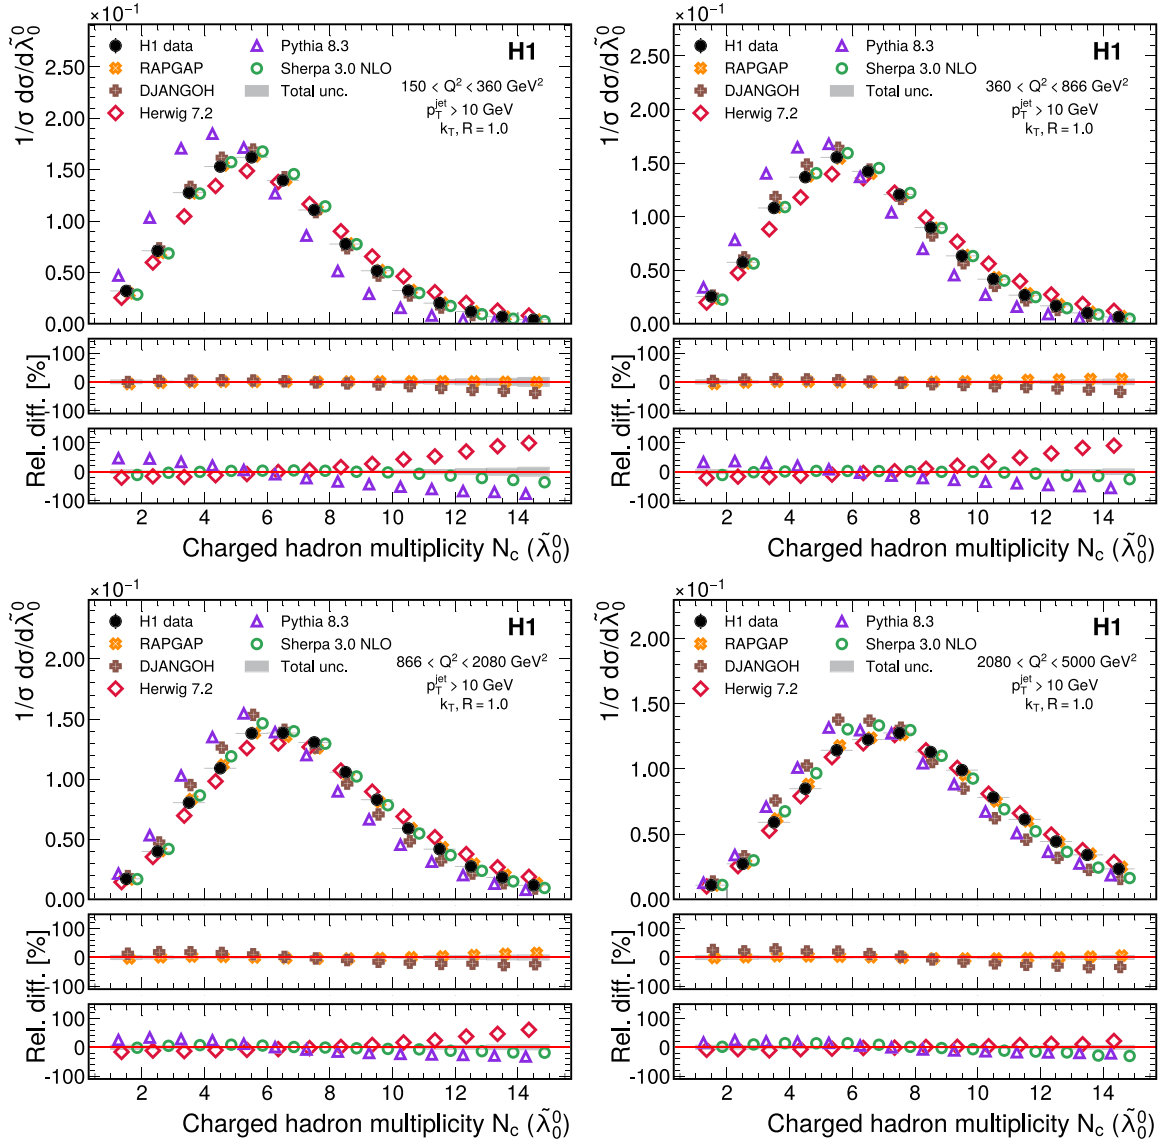 ×10⁻¹
1/σ dσ/dλ̃⁰₀
H1 data
RAPGAP
DJANGOH
Herwig 7.2
Pythia 8.3
Sherpa 3.0 NLO
Total unc.
H1
150 < Q² < 360 GeV²
p_T^jet > 10 GeV
k_T, R = 1.0
2.50
2.00
1.50
1.00
0.50
0.00
Rel. diff. [%]
100
0
-100
100
0
-100
2 4 6 8 10 12 14
Charged hadron multiplicity N_c (λ̃⁰₀)
×10⁻¹
1/σ dσ/dλ̃⁰₀
H1 data
RAPGAP
DJANGOH
Herwig 7.2
Pythia 8.3
Sherpa 3.0 NLO
Total unc.
H1
360 < Q² < 866 GeV²
p_T^jet > 10 GeV
k_T, R = 1.0
2.50
2.00
1.50
1.00
0.50
0.00
Rel. diff. [%]
100
0
-100
100
0
-100
2 4 6 8 10 12 14
Charged hadron multiplicity N_c (λ̃⁰₀)
×10⁻¹
1/σ dσ/dλ̃⁰₀
H1 data
RAPGAP
DJANGOH
Herwig 7.2
Pythia 8.3
Sherpa 3.0 NLO
Total unc.
H1
866 < Q² < 2080 GeV²
p_T^jet > 10 GeV
k_T, R = 1.0
2.00
1.50
1.00
0.50
0.00
Rel. diff. [%]
100
0
-100
100
0
-100
2 4 6 8 10 12 14
Charged hadron multiplicity N_c (λ̃⁰₀)
×10⁻¹
1/σ dσ/dλ̃⁰₀
H1 data
RAPGAP
DJANGOH
Herwig 7.2
Pythia 8.3
Sherpa 3.0 NLO
Total unc.
H1
2080 < Q² < 5000 GeV²
p_T^jet > 10 GeV
k_T, R = 1.0
2.00
1.50
1.00
0.50
0.00
Rel. diff. [%]
100
0
-100
100
0
-100
2 4 6 8 10 12 14
Charged hadron multiplicity N_c (λ̃⁰₀)